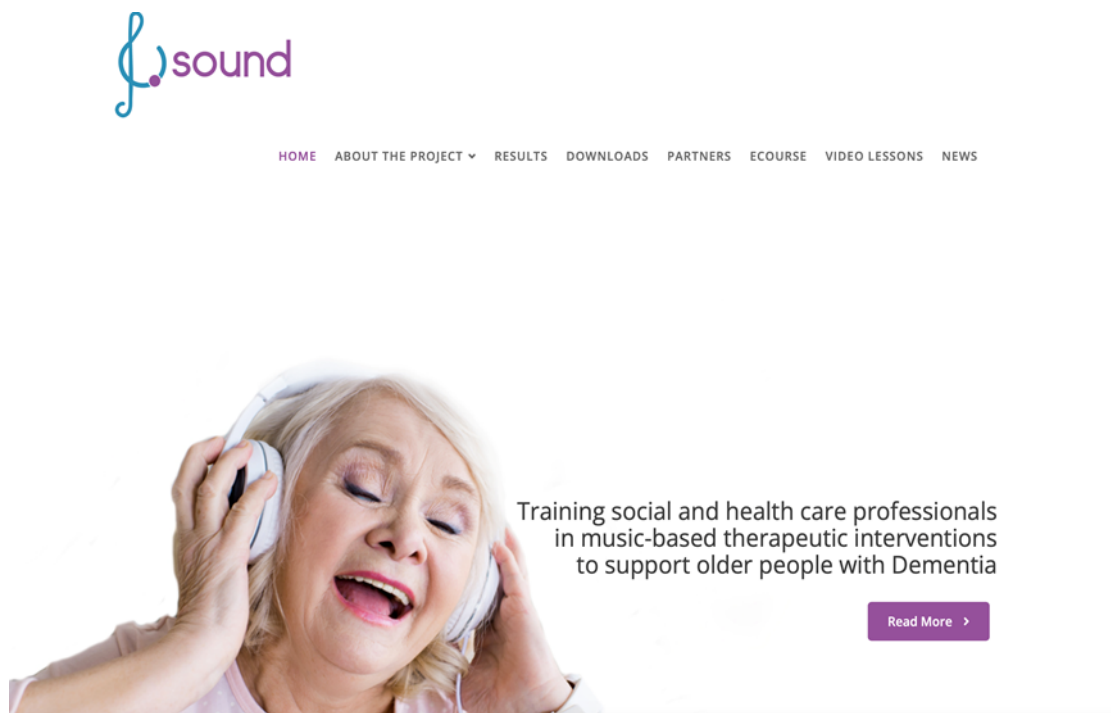 sound
HOME ABOUT THE PROJECT RESULTS DOWNLOADS PARTNERS ECOURSE VIDEO LESSONS NEWS
Training social and health care professionals
in music-based therapeutic interventions
to support older people with Dementia
Read More